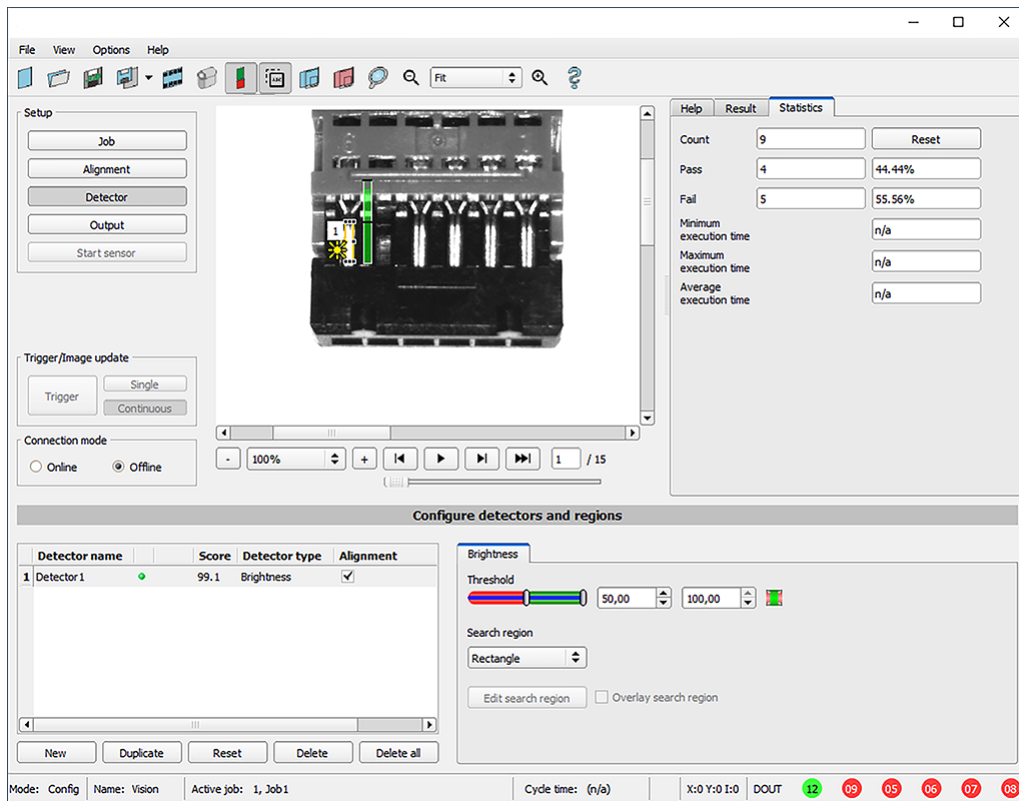 File View Options Help
Fit
Setup
Job
Alignment
Detector
Output
Start sensor
Trigger/Image update
Trigger
Single
Continuous
Connection mode
Online Offline
1
- 100% + 1 / 15
Help Result Statistics
Count 9 Reset
Pass 4 44.44%
Fail 5 55.56%
Minimum
execution time n/a
Maximum
execution time n/a
Average
execution time n/a
Configure detectors and regions
Detector name Score Detector type Alignment
1 Detector1 99.1 Brightness
New Duplicate Reset Delete Delete all
Brightness
Threshold
50,00 100,00
Search region
Rectangle
Edit search region Overlay search region
Mode: Config Name: Vision Active job: 1, Job1 Cycle time: (n/a) X:0 Y:0 I:0 DOUT 12 09 05 06 07 08